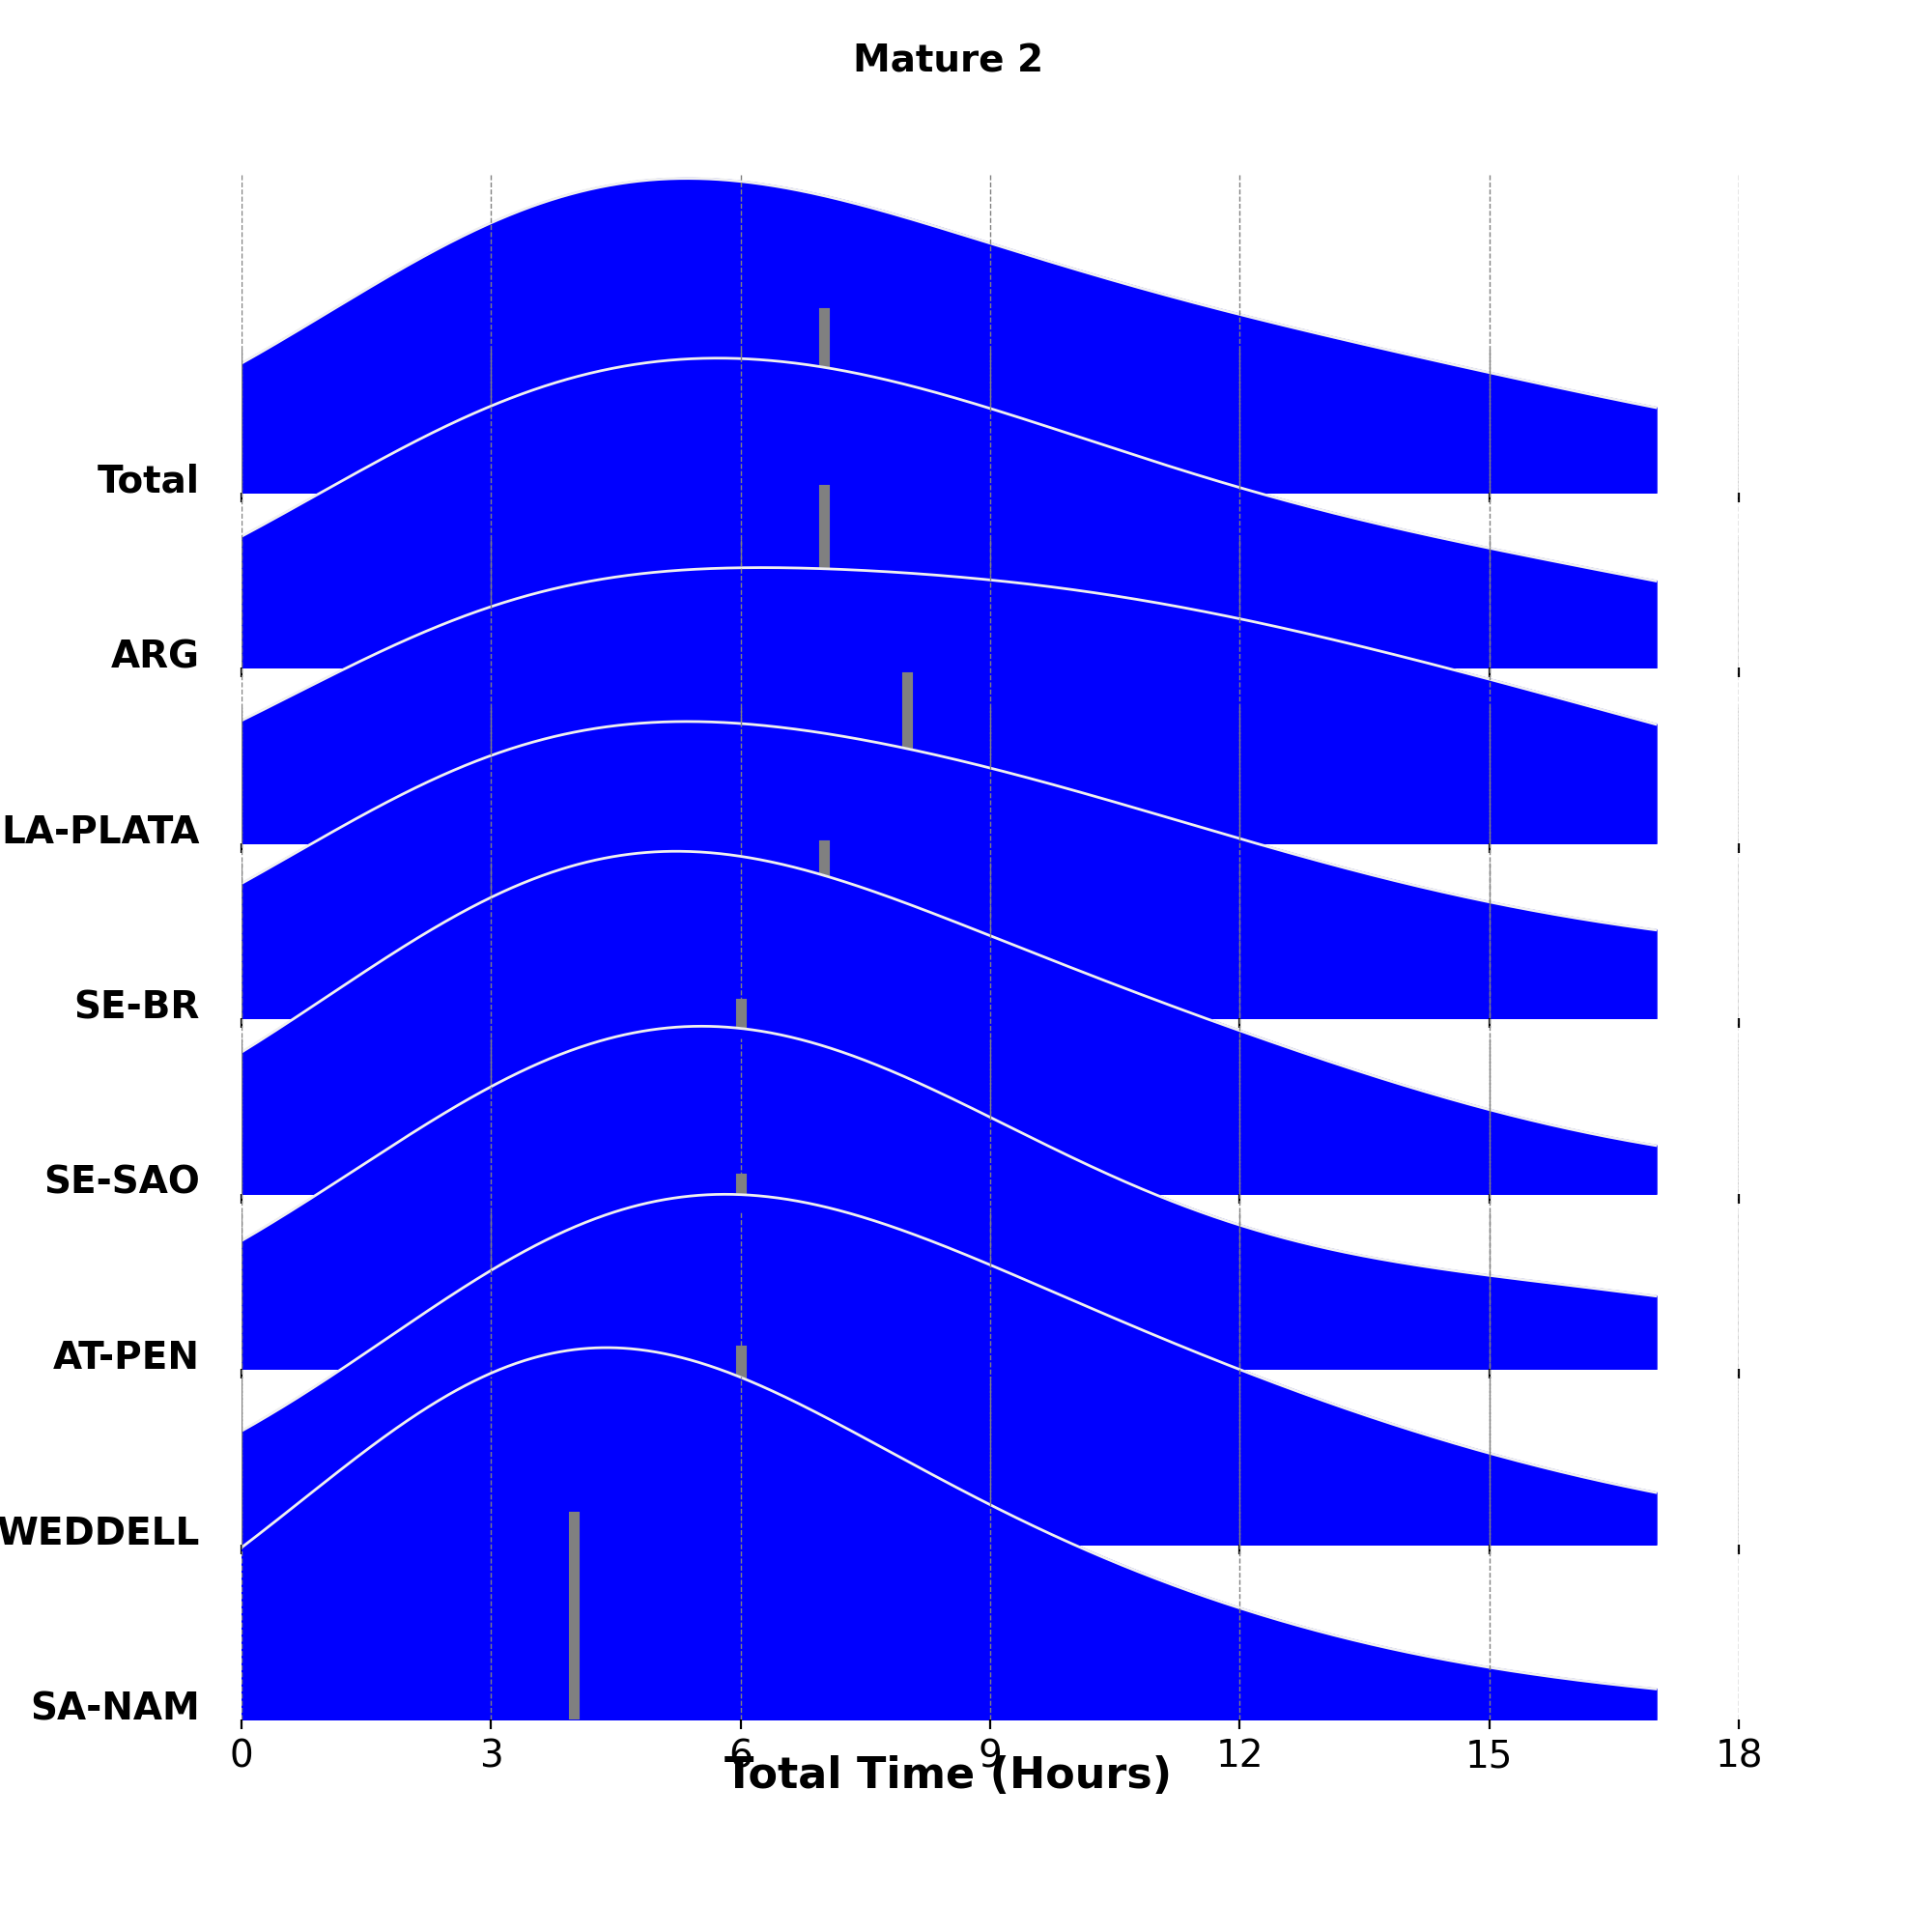 Mature 2
Total
ARG
LA-PLATA
SE-BR
SE-SAO
AT-PEN
WEDDELL
SA-NAM
0 3 6 9 12 15 18
Total Time (Hours)